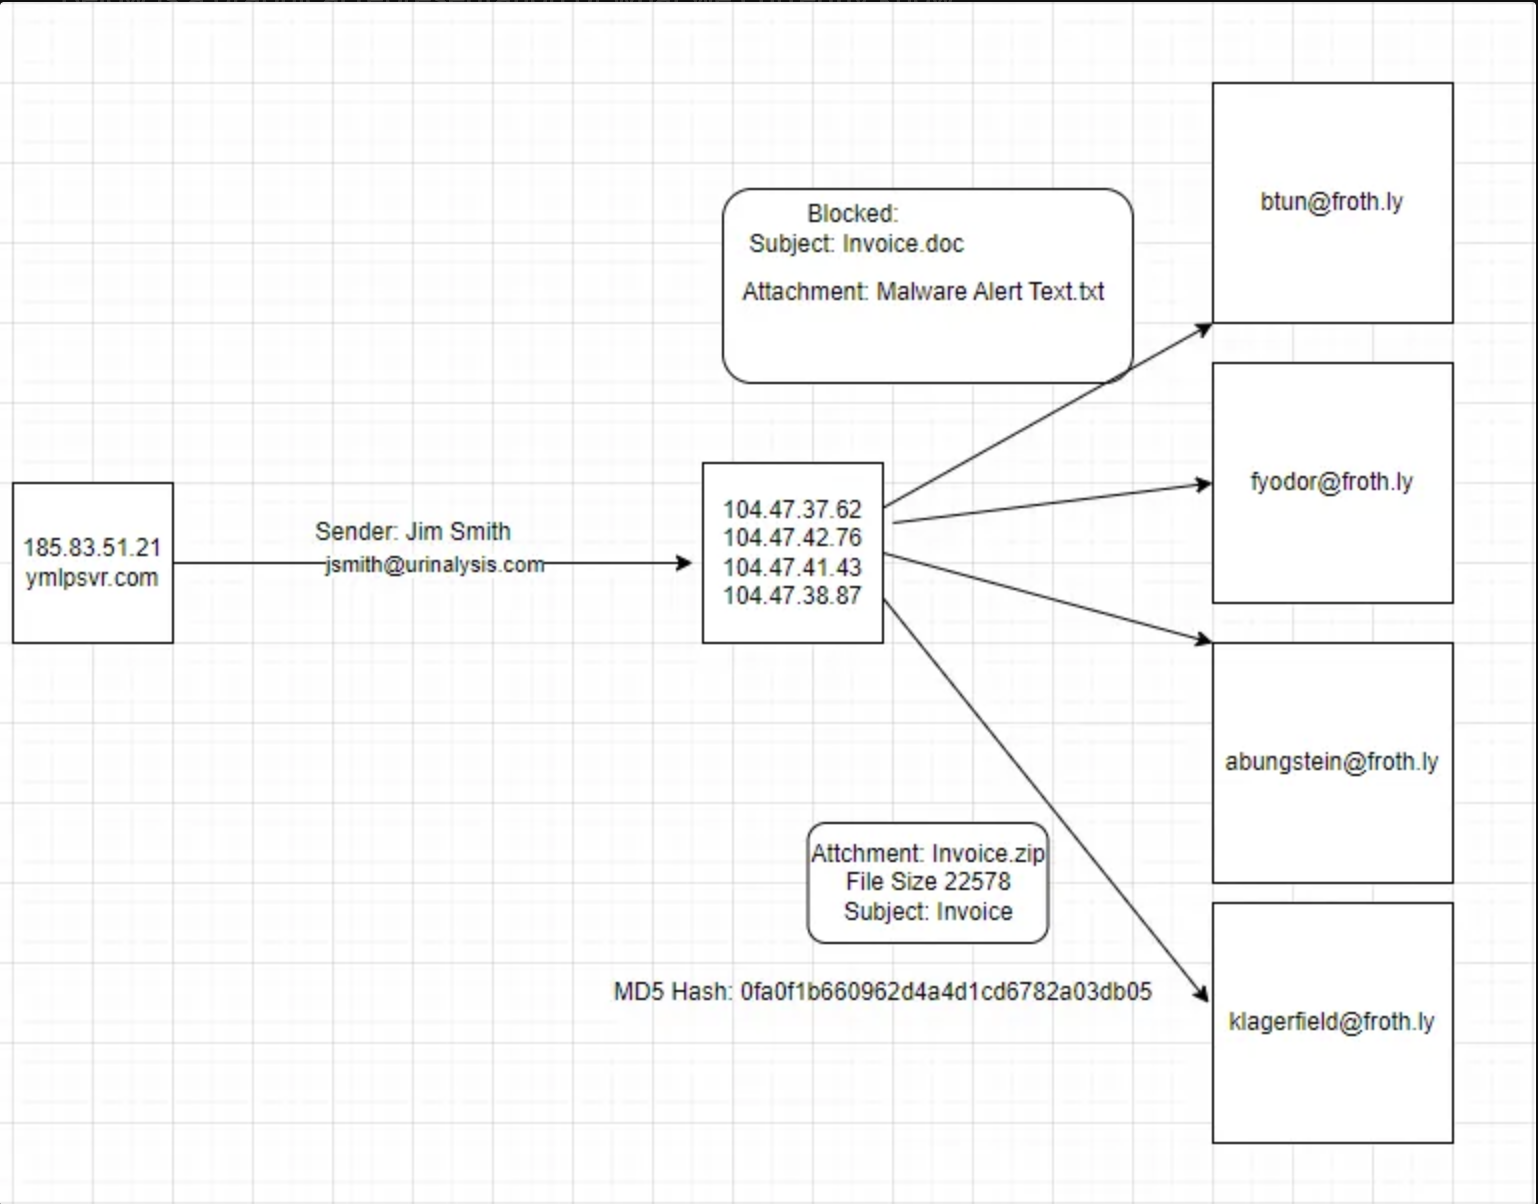 185.83.51.21
ymlpsvr.com
Sender: Jim Smith
jsmith@urinalysis.com
104.47.37.62
104.47.42.76
104.47.41.43
104.47.38.87
Blocked:
Subject: Invoice.doc
Attachment: Malware Alert Text.txt
Attchment: Invoice.zip
File Size 22578
Subject: Invoice
MD5 Hash: 0fa0f1b660962d4a4d1cd6782a03db05
btun@froth.ly
fyodor@froth.ly
abungstein@froth.ly
klagerfield@froth.ly